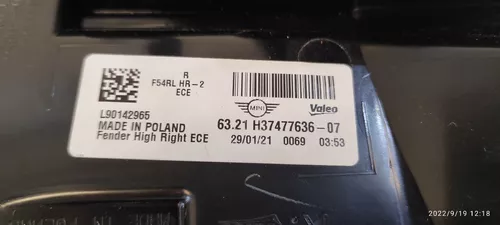 R
F54RL HR-2
ECE
MINI
Valeo
L90142965
MADE IN POLAND
Fender High Right ECE
63.21 H37477636-07
29/01/21 0069 03:53
2022/9/19 12:18